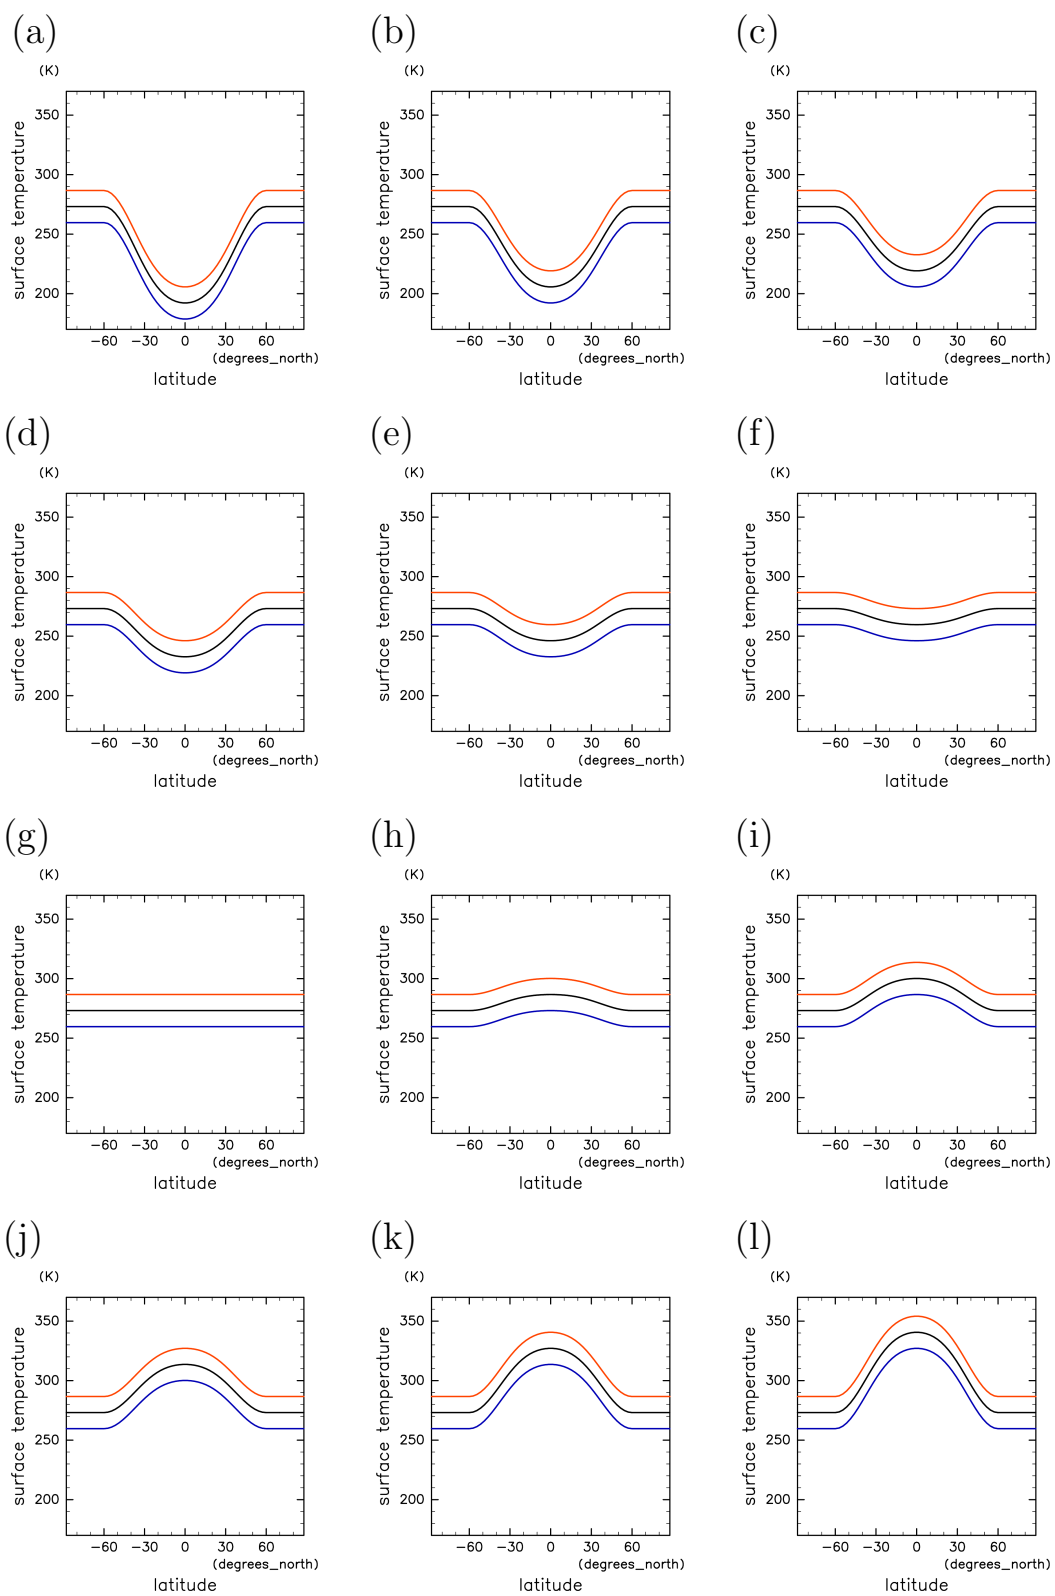 (a) (b) (c)
(K) (K) (K)
surface temperature surface temperature surface temperature
350 350 350
300 300 300
250 250 250
200 200 200
−60 −30 0 30 60 −60 −30 0 30 60 −60 −30 0 30 60
(degrees_north) (degrees_north) (degrees_north)
latitude latitude latitude
(d) (e) (f)
(K) (K) (K)
surface temperature surface temperature surface temperature
350 350 350
300 300 300
250 250 250
200 200 200
−60 −30 0 30 60 −60 −30 0 30 60 −60 −30 0 30 60
(degrees_north) (degrees_north) (degrees_north)
latitude latitude latitude
(g) (h) (i)
(K) (K) (K)
surface temperature surface temperature surface temperature
350 350 350
300 300 300
250 250 250
200 200 200
−60 −30 0 30 60 −60 −30 0 30 60 −60 −30 0 30 60
(degrees_north) (degrees_north) (degrees_north)
latitude latitude latitude
(j) (k) (l)
(K) (K) (K)
surface temperature surface temperature surface temperature
350 350 350
300 300 300
250 250 250
200 200 200
−60 −30 0 30 60 −60 −30 0 30 60 −60 −30 0 30 60
(degrees_north) (degrees_north) (degrees_north)
latitude latitude latitude